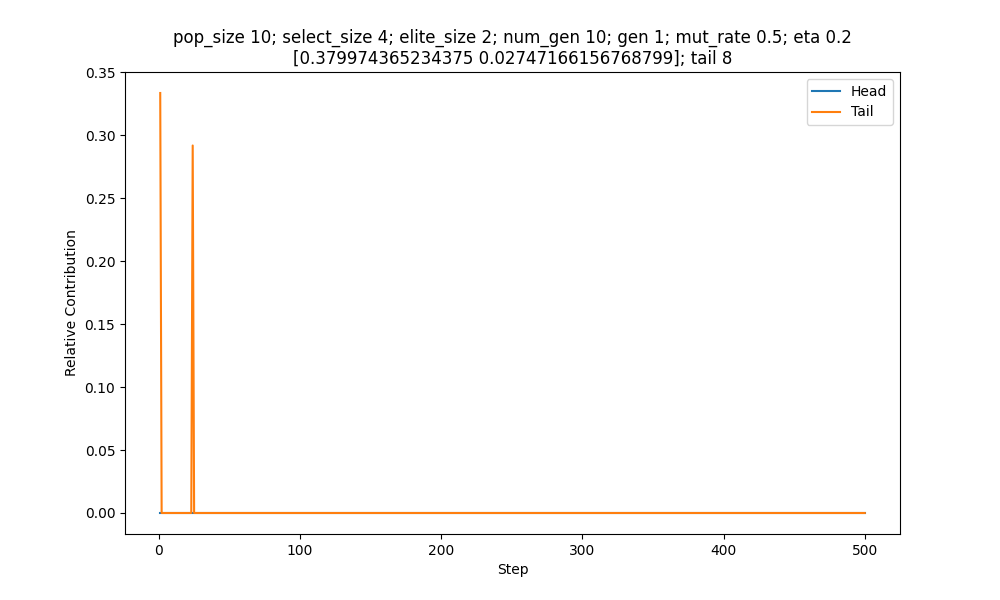 pop_size 10; select_size 4; elite_size 2; num_gen 10; gen 1; mut_rate 0.5; eta 0.2
[0.379974365234375 0.02747166156768799]; tail 8
0.35
0.30
0.25
0.20
0.15
0.10
0.05
0.00
Relative Contribution
Head
Tail
0
100
200
300
400
500
Step